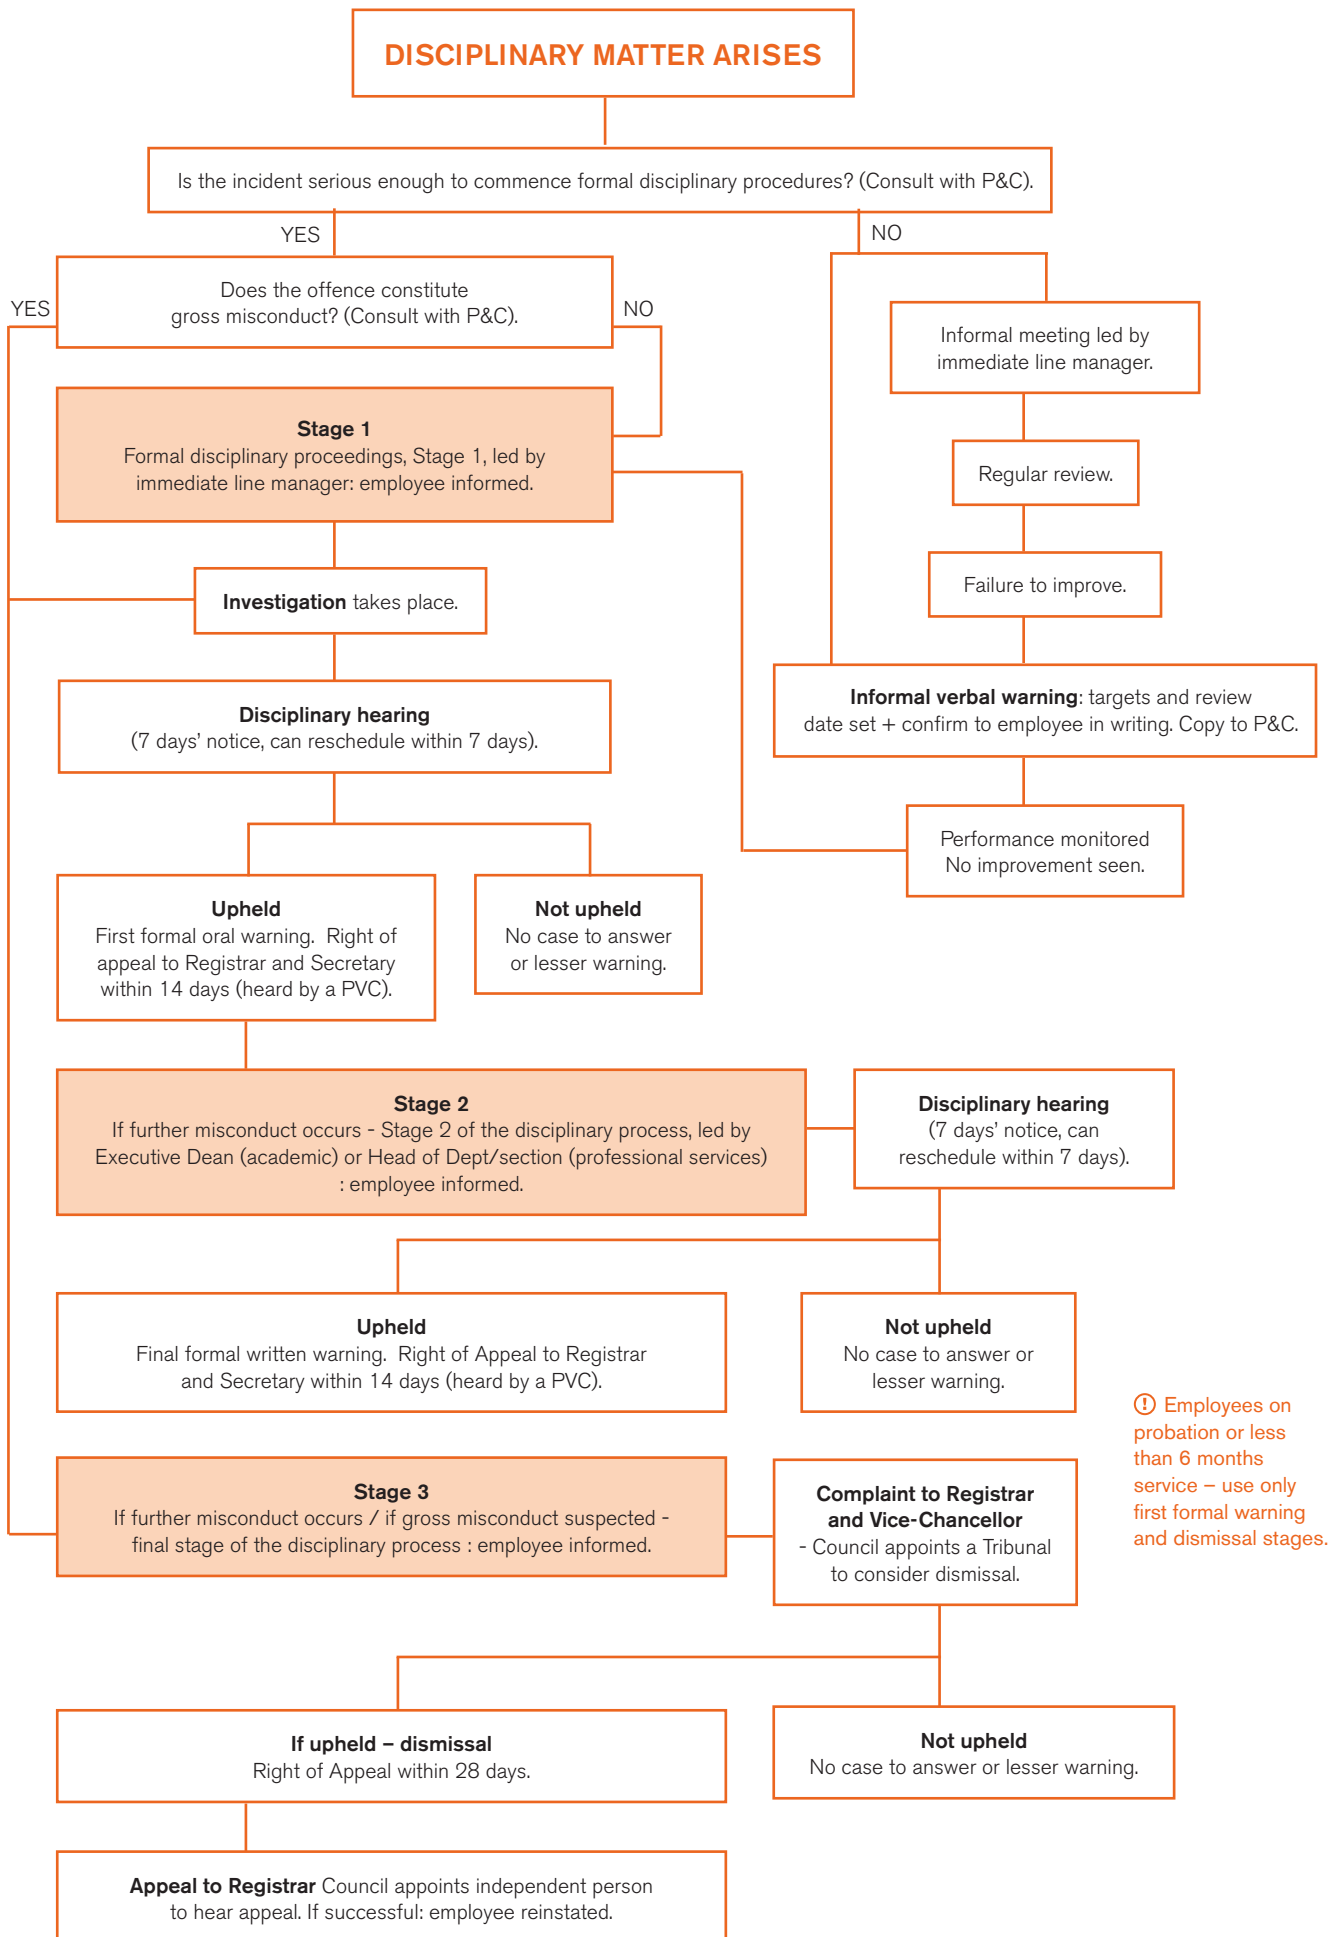 DISCIPLINARY MATTER ARISES
Is the incident serious enough to commence formal disciplinary procedures? (Consult with P&C).
YES
NO
Does the offence constitute
gross misconduct? (Consult with P&C).
YES
NO
Informal meeting led by
immediate line manager.
Stage 1
Formal disciplinary proceedings, Stage 1, led by
immediate line manager: employee informed.
Regular review.
Failure to improve.
Investigation takes place.
Informal verbal warning: targets and review
date set + confirm to employee in writing. Copy to P&C.
Disciplinary hearing
(7 days’ notice, can reschedule within 7 days).
Performance monitored
No improvement seen.
Upheld
First formal oral warning. Right of
appeal to Registrar and Secretary
within 14 days (heard by a PVC).
Not upheld
No case to answer
or lesser warning.
Stage 2
If further misconduct occurs - Stage 2 of the disciplinary process, led by
Executive Dean (academic) or Head of Dept/section (professional services)
: employee informed.
Disciplinary hearing
(7 days’ notice, can
reschedule within 7 days).
Upheld
Final formal written warning. Right of Appeal to Registrar
and Secretary within 14 days (heard by a PVC).
Not upheld
No case to answer or
lesser warning.
! Employees on
probation or less
than 6 months
service – use only
first formal warning
and dismissal stages.
Stage 3
If further misconduct occurs / if gross misconduct suspected -
final stage of the disciplinary process : employee informed.
Complaint to Registrar
and Vice-Chancellor
- Council appoints a Tribunal
to consider dismissal.
If upheld – dismissal
Right of Appeal within 28 days.
Not upheld
No case to answer or lesser warning.
Appeal to Registrar Council appoints independent person
to hear appeal. If successful: employee reinstated.